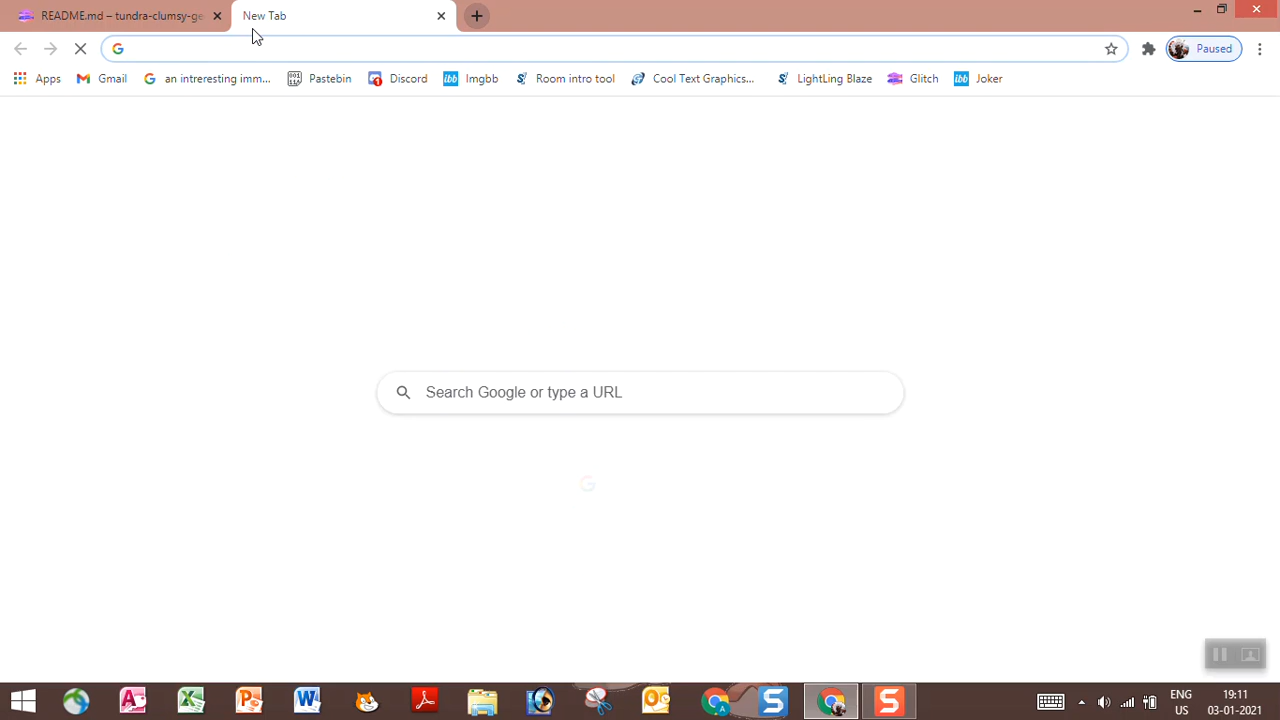 README.md – tundra-clumsy-ge
New Tab
Paused
Apps
Gmail
an intreresting imm...
Pastebin
Discord
Imgbb
Room intro tool
Cool Text Graphics...
LightLing Blaze
Glitch
Joker
Search Google or type a URL
ENG
US
19:11
03-01-2021